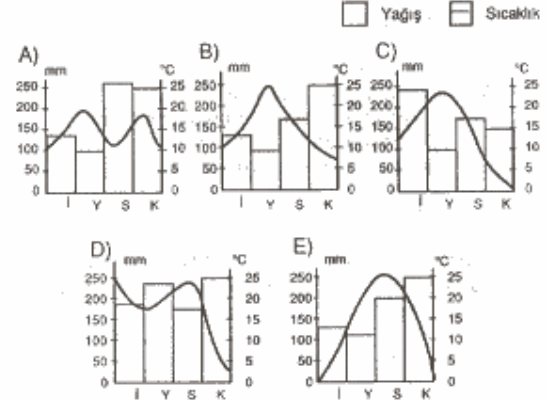 Yağış Sıcaklık
A) B) C)
mm °C mm °C mm °C
250 25 250 25 250 25
200 20 200 20 200 20
150 15 150 15 150 15
100 10 100 10 100 10
50 5 50 5 50 5
0 0 0 0 0 0
İ Y S K İ Y S K İ Y S K
D) E)
mm °C mm °C
250 25 250 25
200 20 200 20
150 15 150 15
100 10 100 10
50 5 50 5
0 0 0 0
İ Y S K İ Y S K